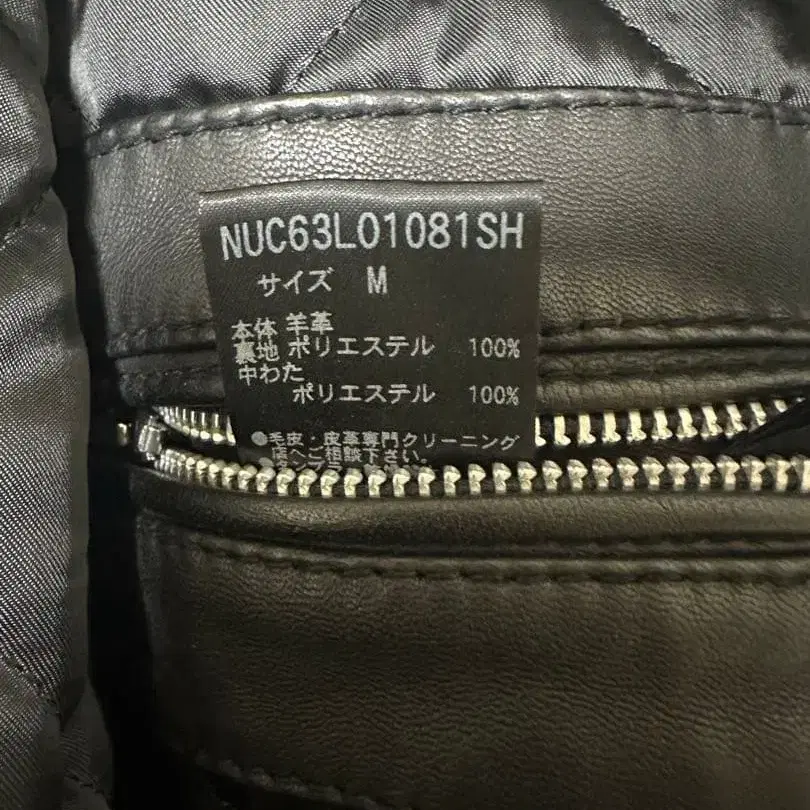 NUC63L01081SH
サイズ M
本体 羊革
裏地 ポリエステル 100%
中わた
ポリエステル 100%
●毛皮・皮革専門クリーニング
店へご相談下さい。